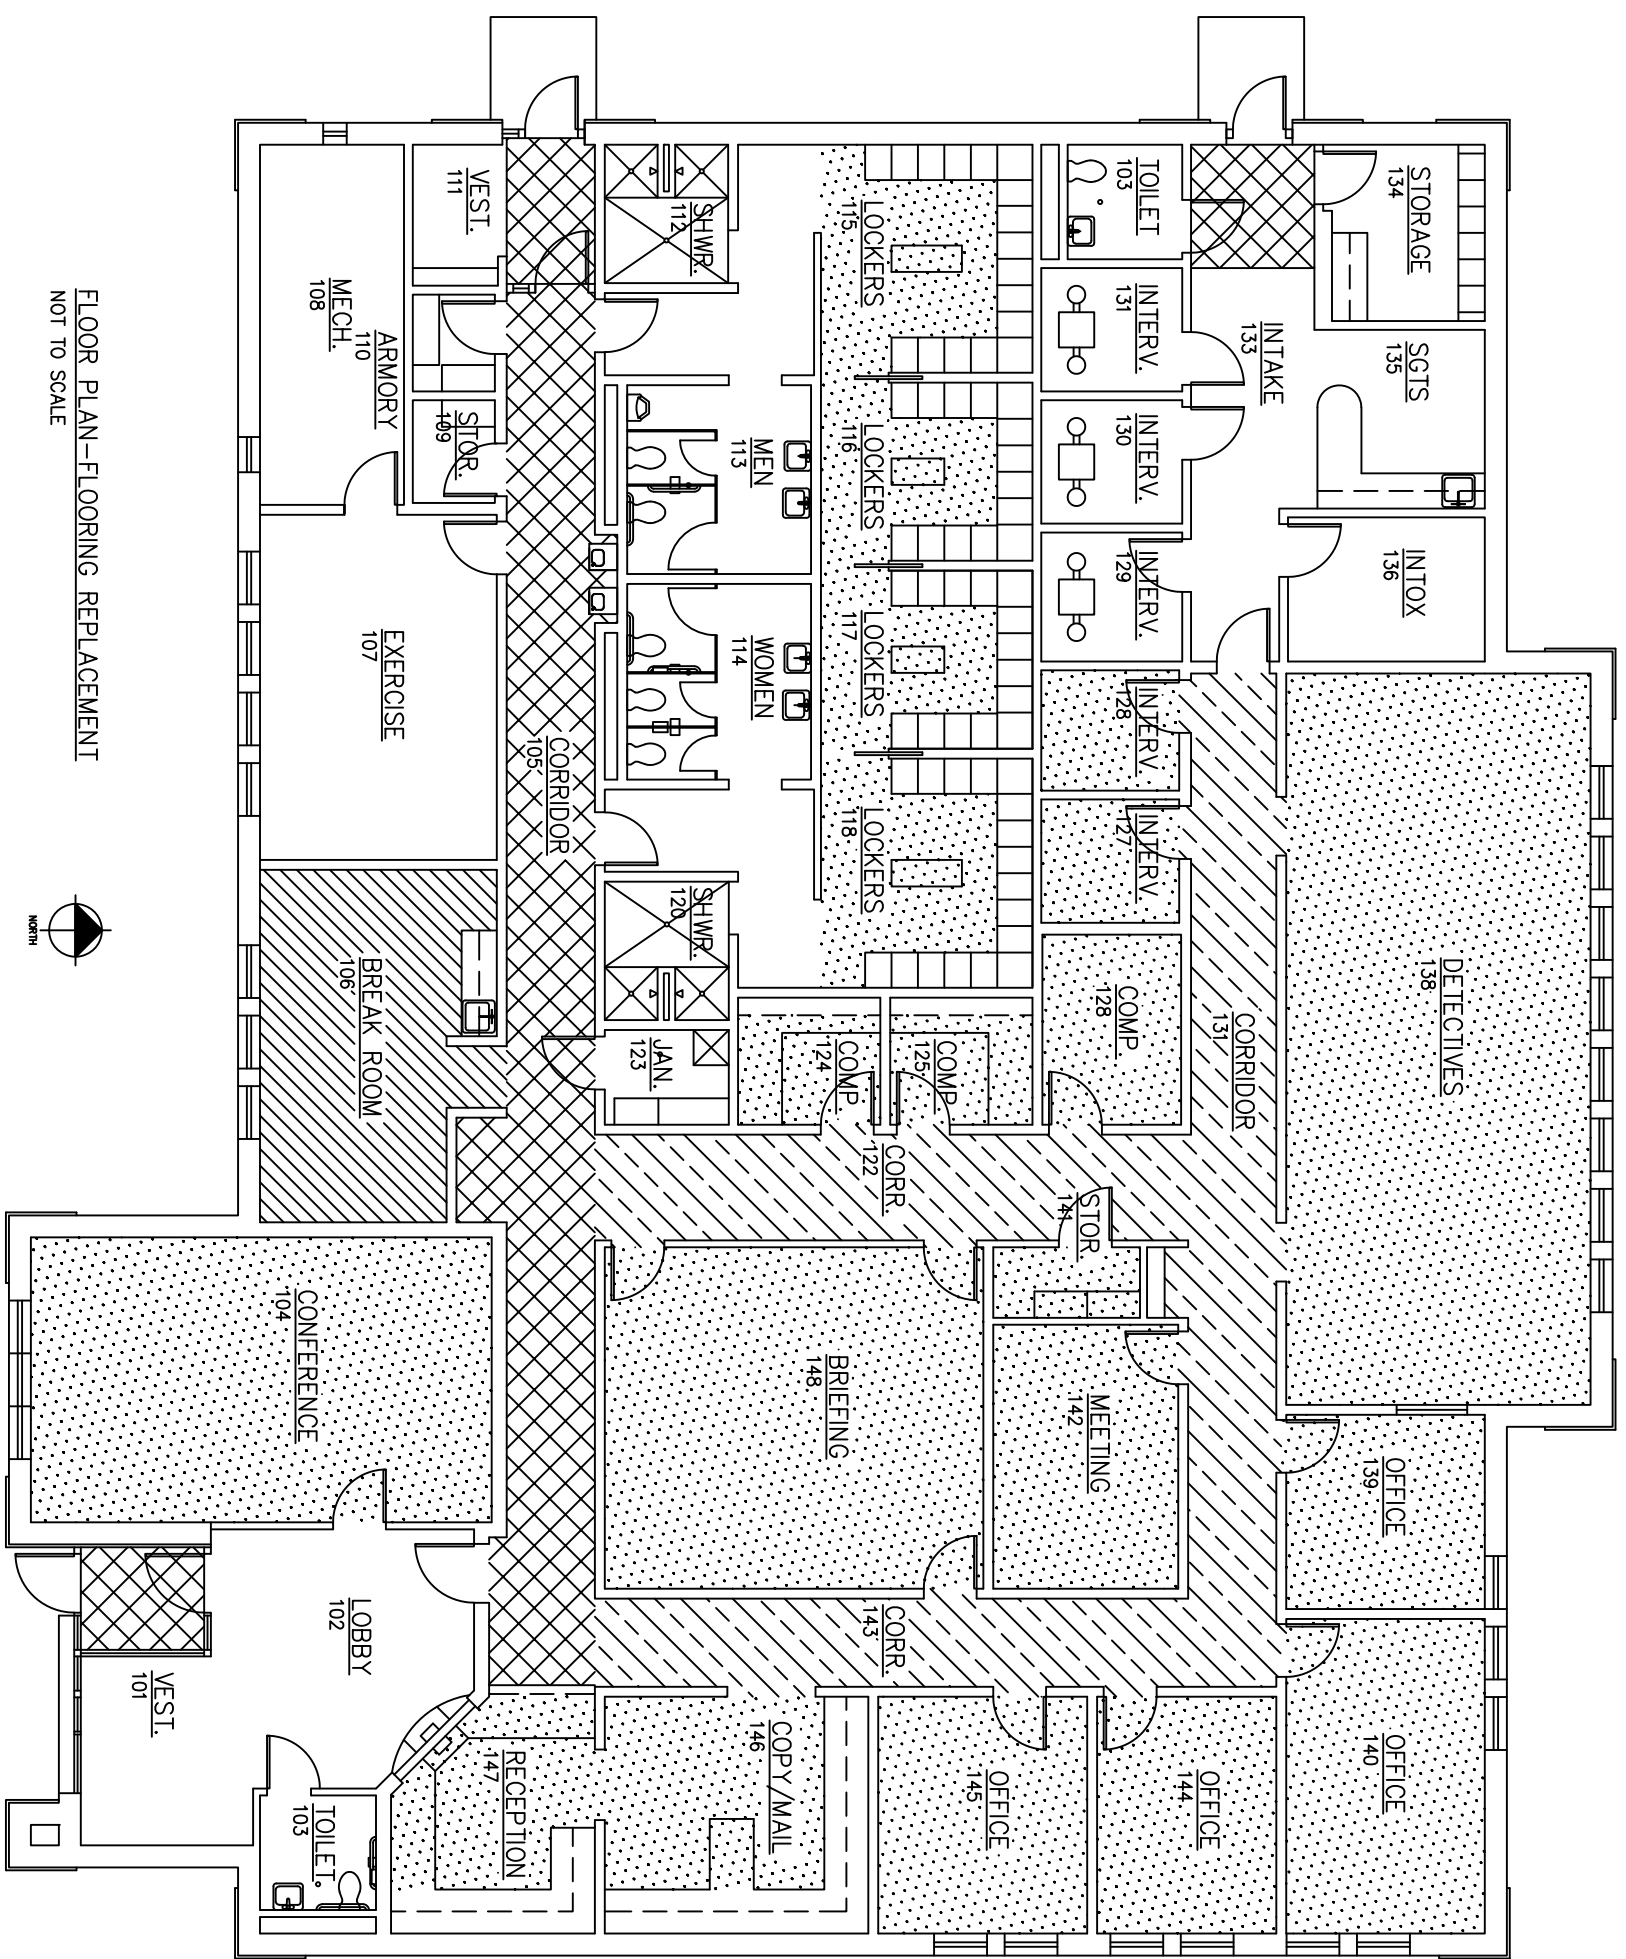 STORAGE
134
SGTS
135
INTOX
136
DETECTIVES
138
OFFICE
139
OFFICE
140
INTAKE
133
CORRIDOR
131
TOILET
103
INTERV.
131
INTERV.
130
INTERV.
129
INTERV
128
INTERV
127
COMP
128
STOR.
141
MEETING
142
OFFICE
144
OFFICE
145
LOCKERS
115
LOCKERS
116
LOCKERS
117
LOCKERS
118
COMP
125
COMP
124
CORR.
122
BRIEFING
148
CORR.
143
COPY/MAIL
146
SHWR.
112
MEN
113
WOMEN
114
SHWR.
120
JAN.
123
CORRIDOR
105
RECEPTION
147
VEST.
111
ARMORY
110
STOR.
109
MECH.
108
EXERCISE
107
BREAK ROOM
106
CONFERENCE
104
LOBBY
102
TOILET
103
VEST.
101
FLOOR PLAN-FLOORING REPLACEMENT
NOT TO SCALE
NORTH